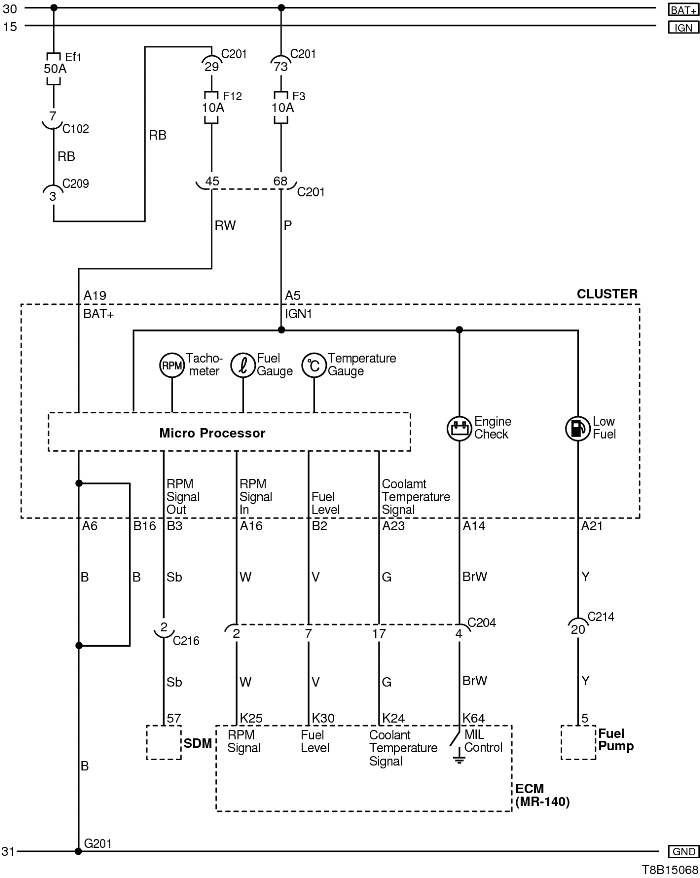 30
BAT+
15
IGN
Ef1
50A
C201
29
C201
73
F12
10A
F3
10A
7
C102
RB
RB
C209
3
45
68
C201
RW
P
A19
A5
CLUSTER
BAT+
IGN1
RPM
Tacho-
meter
ℓ
Fuel
Gauge
°C
Temperature
Gauge
Micro Processor
Engine
Check
Low
Fuel
RPM
Signal
Out
RPM
Signal
In
Fuel
Level
Coolamt
Temperature
Signal
A6
B16
B3
A16
B2
A23
A14
A21
B
B
Sb
W
V
G
BrW
Y
2
C216
2
7
17
4
C204
20
C214
Sb
W
V
G
BrW
Y
57
K25
K30
K24
K64
5
SDM
RPM
Signal
Fuel
Level
Coolant
Temperature
Signal
MIL
Control
Fuel
Pump
B
ECM
(MR-140)
G201
31
GND
T8B15068